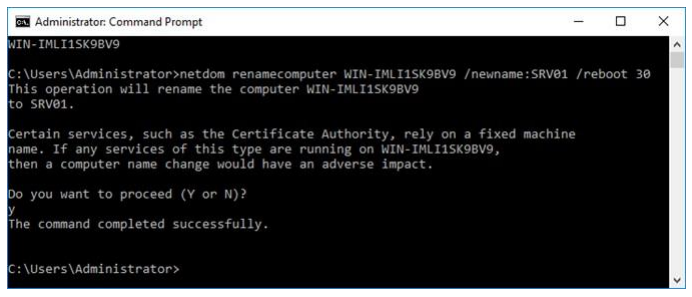 Administrator: Command Prompt
WIN-IMLI1SK9BV9
C:\Users\Administrator>netdom renamecomputer WIN-IMLI1SK9BV9 /newname:SRV01 /reboot 30
This operation will rename the computer WIN-IMLI1SK9BV9
to SRV01.
Certain services, such as the Certificate Authority, rely on a fixed machine
name. If any services of this type are running on WIN-IMLI1SK9BV9,
then a computer name change would have an adverse impact.
Do you want to proceed (Y or N)?
y
The command completed successfully.
C:\Users\Administrator>